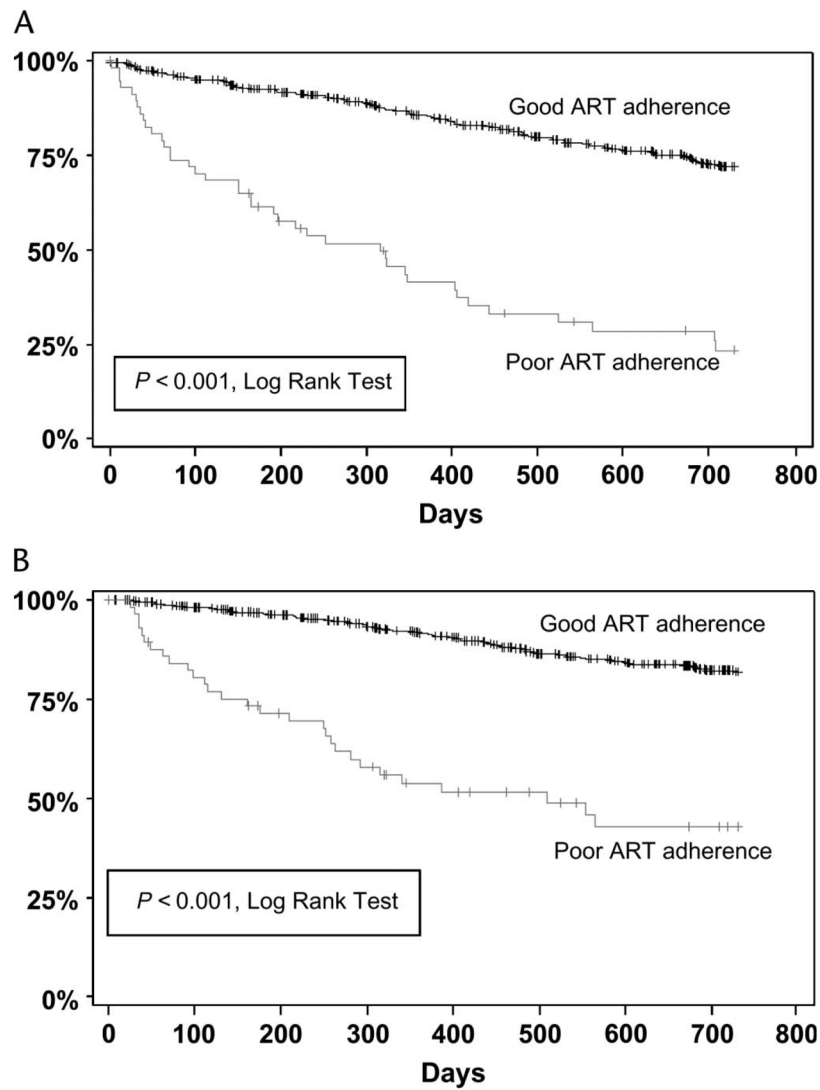 A
100%
75%
50%
25%
0%
Good ART adherence
Poor ART adherence
P < 0.001, Log Rank Test
0 100 200 300 400 500 600 700 800
Days
B
100%
75%
50%
25%
0%
Good ART adherence
Poor ART adherence
P < 0.001, Log Rank Test
0 100 200 300 400 500 600 700 800
Days